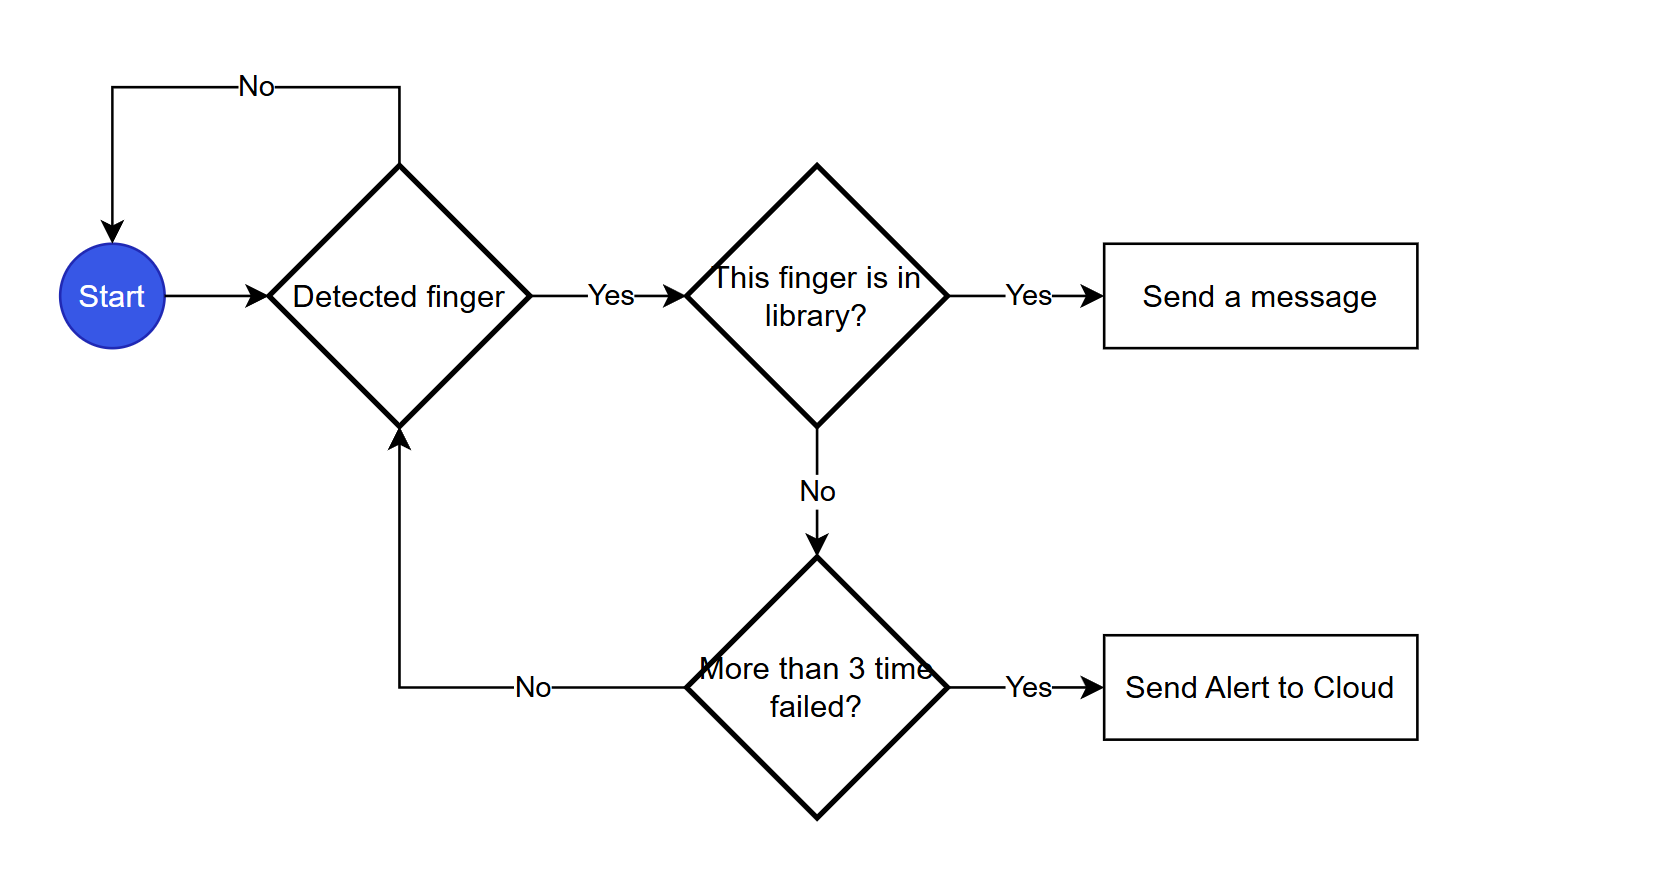 No
Start
Detected finger
Yes
This finger is in
library?
Yes
Send a message
No
More than 3 time
failed?
No
Yes
Send Alert to Cloud